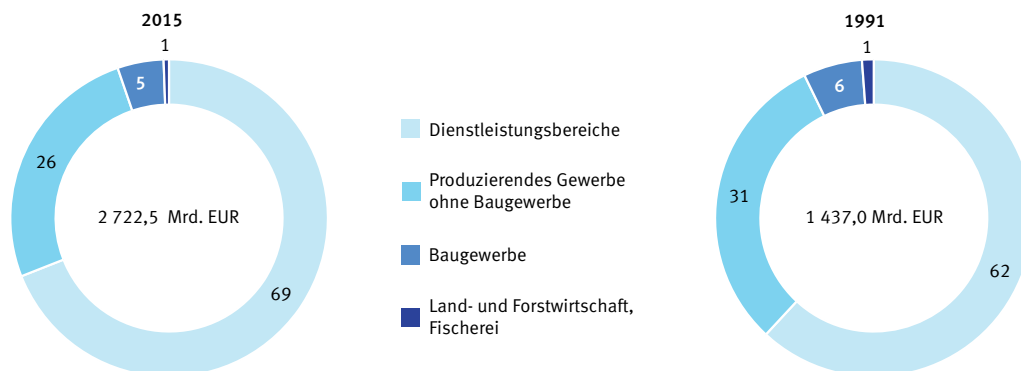 2015
1
5
26
2 722,5 Mrd. EUR
69
Dienstleistungsbereiche
Produzierendes Gewerbe
ohne Baugewerbe
Baugewerbe
Land- und Forstwirtschaft,
Fischerei
1991
1
6
31
1 437,0 Mrd. EUR
62